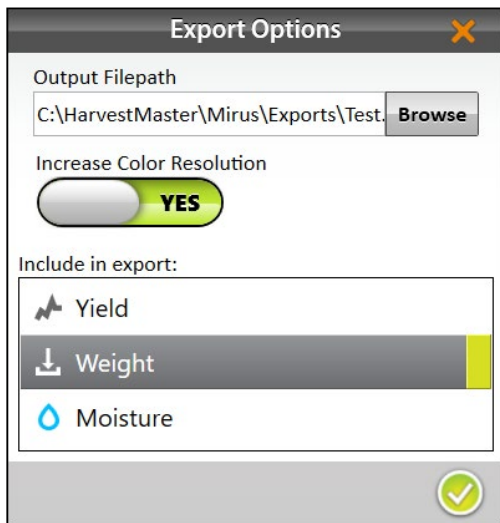 Export Options
Output Filepath
C:\HarvestMaster\Mirus\Exports\Test. Browse
Increase Color Resolution
YES
Include in export:
Yield
Weight
Moisture